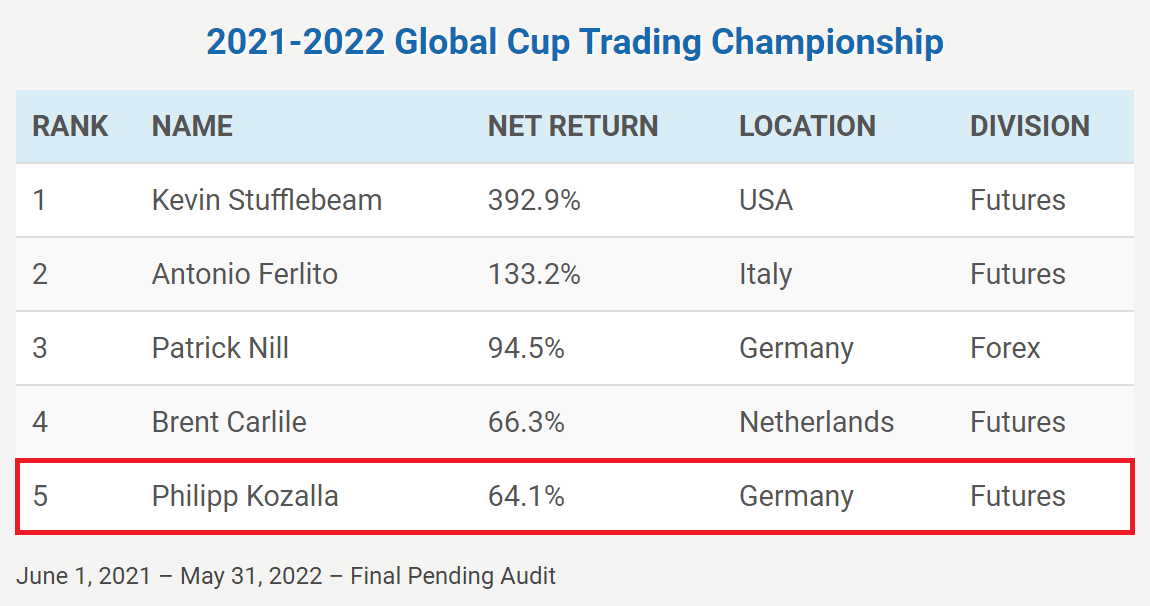 2021-2022 Global Cup Trading Championship
RANK NAME NET RETURN LOCATION DIVISION
1 Kevin Stufflebeam 392.9% USA Futures
2 Antonio Ferlito 133.2% Italy Futures
3 Patrick Nill 94.5% Germany Forex
4 Brent Carlile 66.3% Netherlands Futures
5 Philipp Kozalla 64.1% Germany Futures
June 1, 2021 – May 31, 2022 – Final Pending Audit